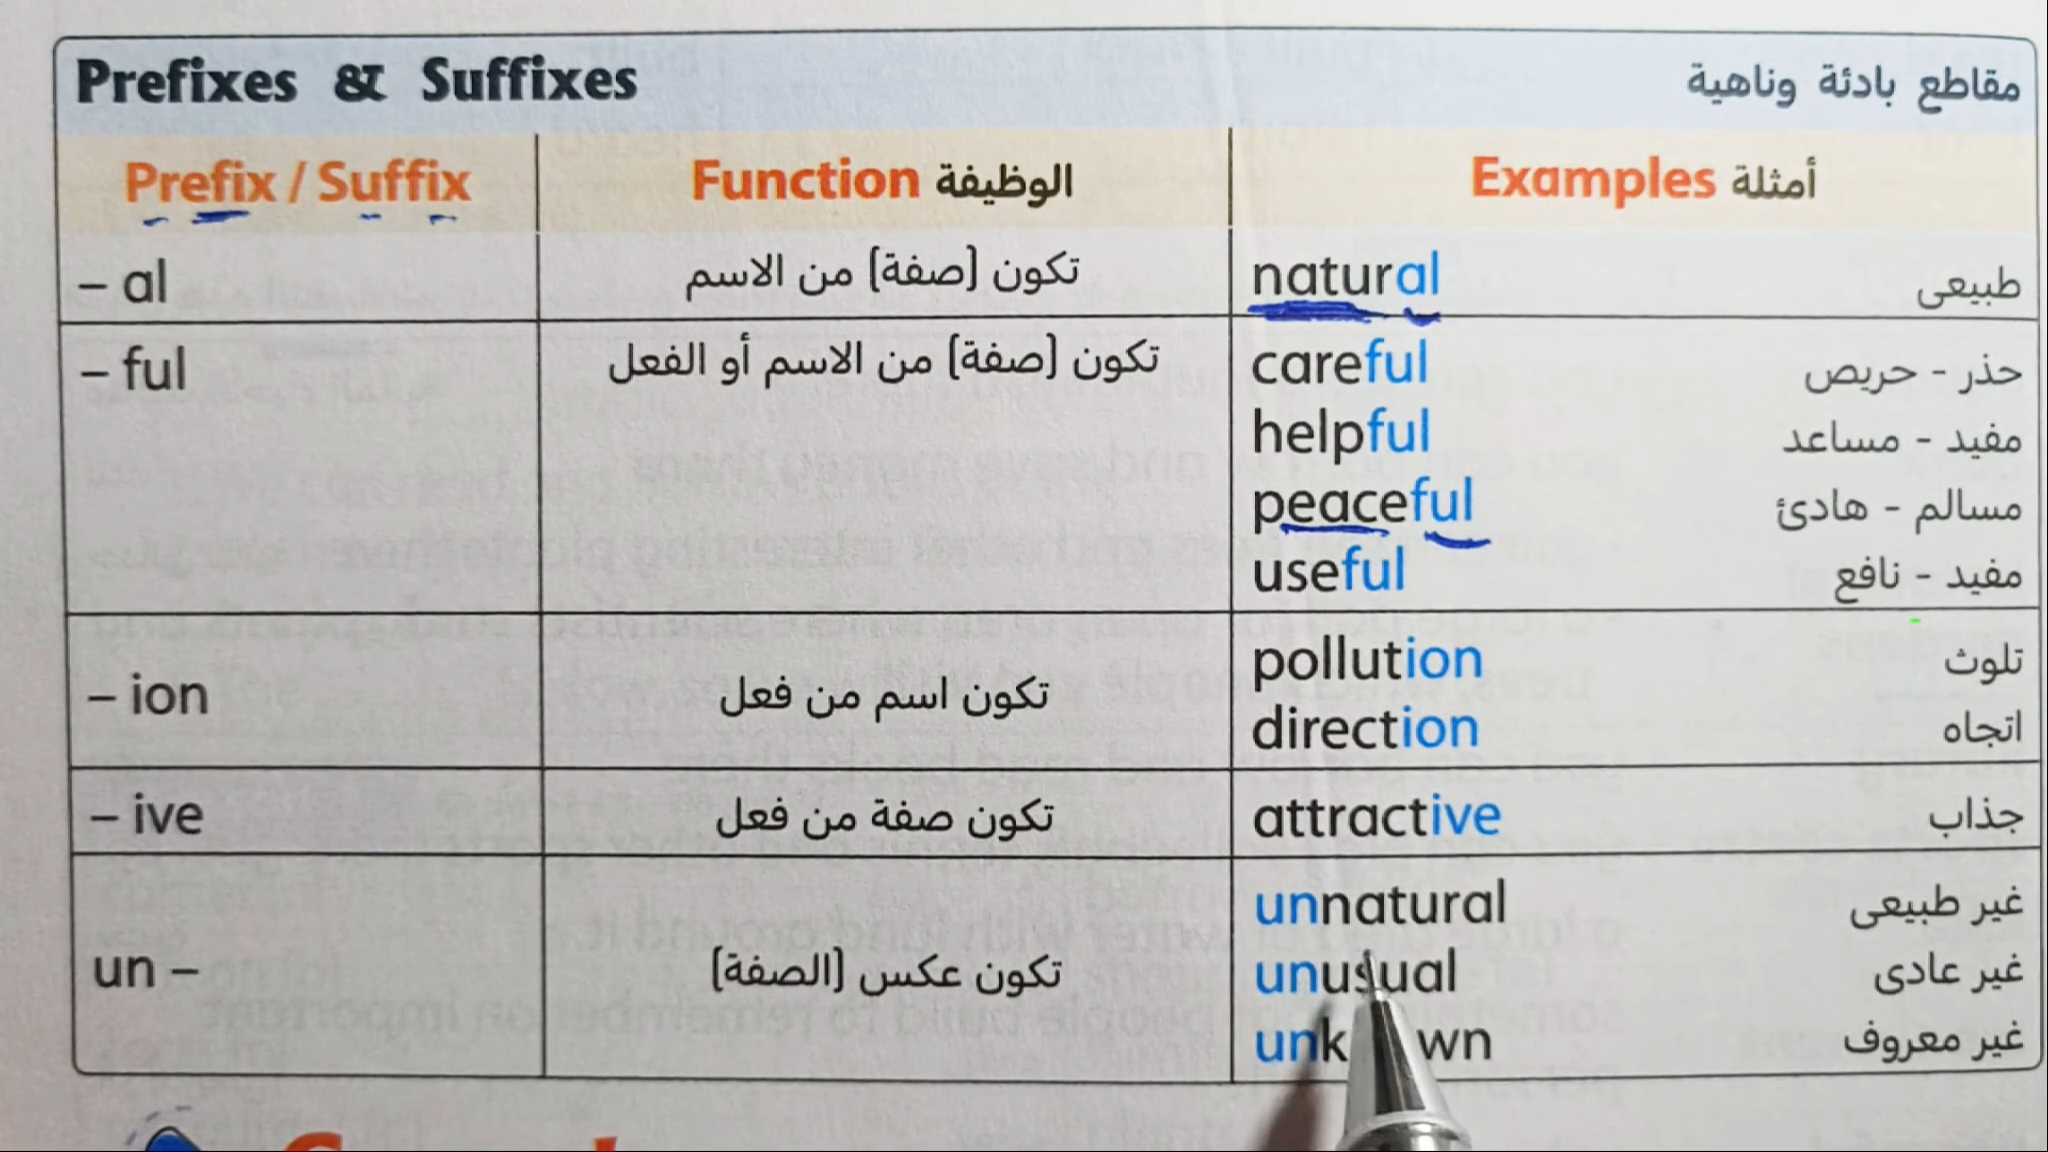 Prefixes & Suffixes مقاطع بادئة وناهية
Prefix / Suffix Function الوظيفة Examples أمثلة
– al تكون (صفة) من الاسم natural طبيعى
– ful تكون (صفة) من الاسم أو الفعل careful حذر - حريص
helpful مفيد - مساعد
peaceful مسالم - هادئ
useful مفيد - نافع
– ion تكون اسم من فعل pollution تلوث
direction اتجاه
– ive تكون صفة من فعل attractive جذاب
un – تكون عكس (الصفة) unnatural غير طبيعى
unusual غير عادى
غير معروف